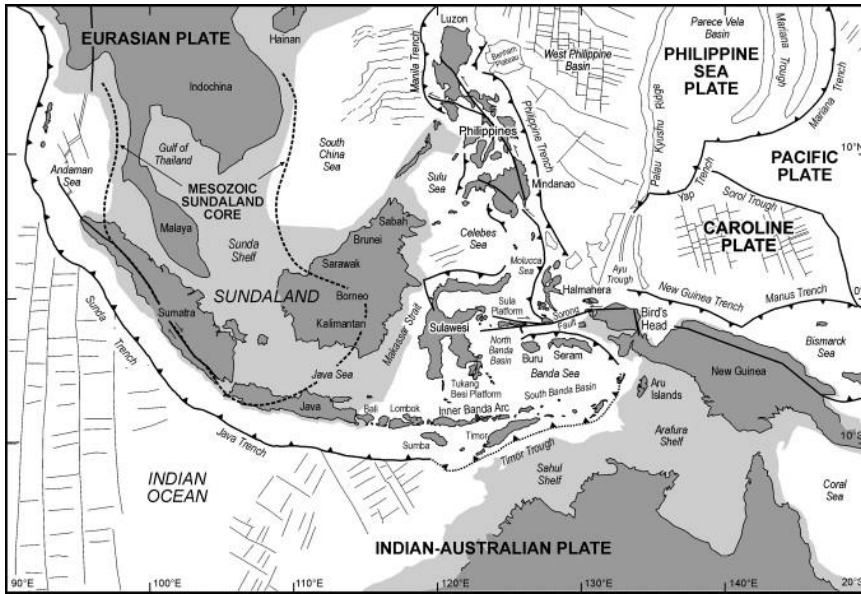 EURASIAN PLATE
Hainan
Luzon
Manila Trench
Benham
Plateau
West Philippine
Basin
Parece Vela
Basin
Mariana
Trough
PHILIPPINE
SEA
PLATE
Mariana Trench
Indochina
Gulf of
Thailand
South
China
Sea
Philippines
Philippine Trench
Palau Kyushu Ridge
10°N
Andaman
Sea
MESOZOIC
SUNDALAND
CORE
Sulu
Sea
Mindanao
Yap Trench
PACIFIC
PLATE
Sorol Trough
CAROLINE
PLATE
Malaya
Sunda
Shelf
Sabah
Brunei
Sarawak
Celebes
Sea
Molucca
Sea
Ayu
Trough
SUNDALAND
Borneo
Kalimantan
Makassar Strait
Halmahera
New Guinea Trench
Manus Trench
0°
Sumatra
Sunda
Trench
Sula
Platform
Sorong
Fault
Bird's
Head
Sulawesi
North
Banda
Basin
Buru
Seram
Bismarck
Sea
Java Sea
Banda Sea
New Guinea
Tukang
Besi Platform
South Banda Basin
Aru
Islands
Java
Bali
Lombok
Inner Banda Arc
Java Trench
Sumba
Timor
Timor Trough
Arafura
Shelf
10°S
INDIAN
OCEAN
Sahul
Shelf
Coral
Sea
INDIAN-AUSTRALIAN PLATE
90°E
100°E
110°E
120°E
130°E
140°E
20°S